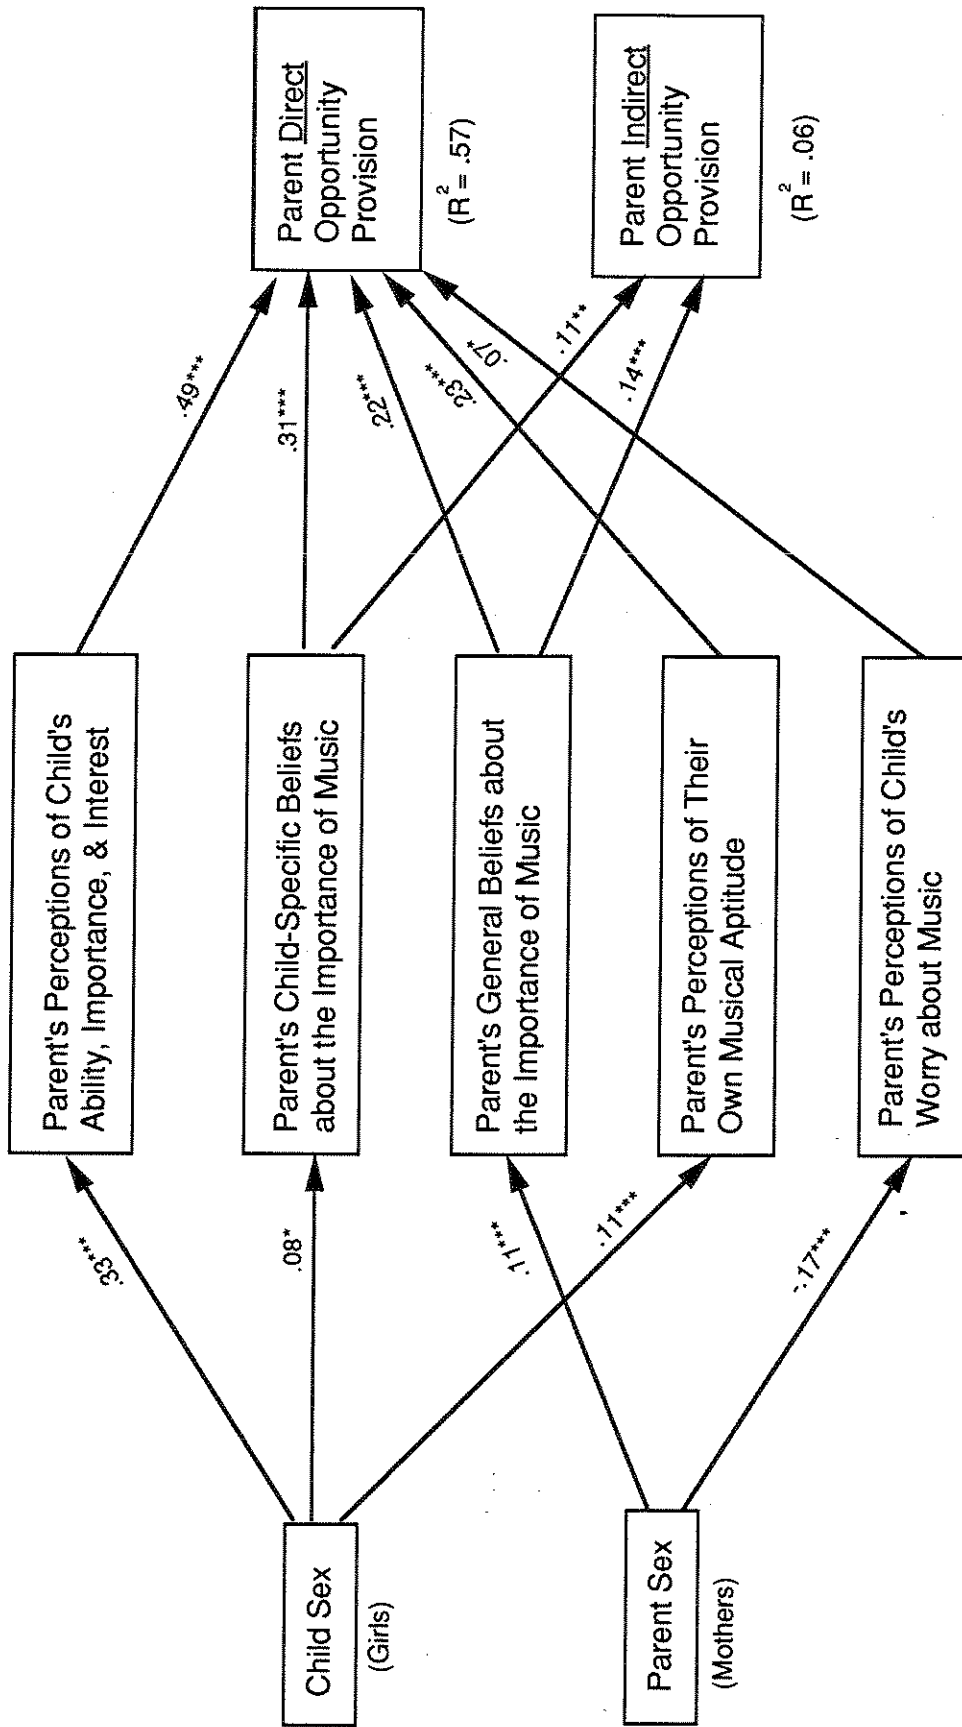 Child Sex
(Girls)
Parent Sex
(Mothers)
.33***
.08*
.11***
.11***
-.17***
Parent's Perceptions of Child's
Ability, Importance, & Interest
Parent's Child-Specific Beliefs
about the Importance of Music
Parent's General Beliefs about
the Importance of Music
Parent's Perceptions of Their
Own Musical Aptitude
Parent's Perceptions of Child's
Worry about Music
.49***
.31***
.22***
.23***
.07*
.11**
.14***
Parent Direct
Opportunity
Provision
(R² = .57)
Parent Indirect
Opportunity
Provision
(R² = .06)